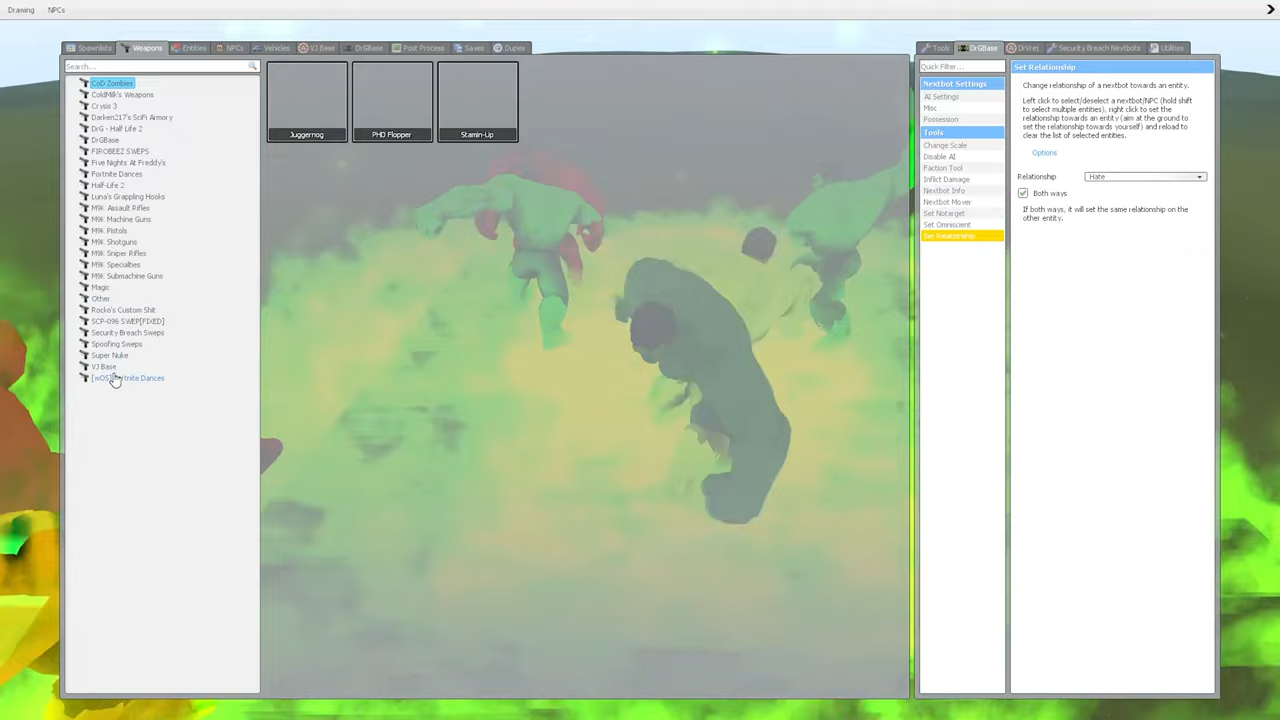 Drawing NPCs
Spawnlists Weapons Entities NPCs Vehicles VJ Base DrGBase Post Process Saves Dupes
Search...
CoD Zombies
ColdMilk's Weapons
Crysis 3
Darken217's SciFi Armory
DrG - Half Life 2
DrGBase
FIROBEEZ SWEPS
Five Nights At Freddy's
Fortnite Dances
Half-Life 2
Luna's Grappling Hooks
M9K Assault Rifles
M9K Machine Guns
M9K Pistols
M9K Shotguns
M9K Sniper Rifles
M9K Specialties
M9K Submachine Guns
Magic
Other
Rocko's Custom Shit
SCP-096 SWEP[FIXED]
Security Breach Sweps
Spoofing Sweps
Super Nuke
VJ Base
Juggernog
PHD Flopper
Stamin-Up
Tools DrGBase DrVrej Security Breach Nextbots Utilities
Quick Filter...
Nextbot Settings
AI Settings
Misc
Possession
Tools
Change Scale
Disable AI
Faction Tool
Inflict Damage
Nextbot Info
Nextbot Mover
Set Notarget
Set Omniscient
Set Relationship
Set Relationship
Change relationship of a nextbot towards an entity.
Left click to select/deselect a nextbot/NPC (hold shift
to select multiple entities), right click to set the
relationship towards an entity (aim at the ground to
set the relationship towards yourself) and reload to
clear the list of selected entities.
Options
Relationship Hate
Both ways
If both ways, it will set the same relationship on the
other entity.